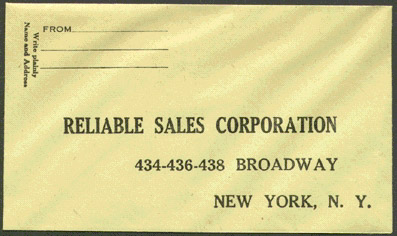 FROM
Write plainly
Name and Address
RELIABLE SALES CORPORATION
434-436-438 BROADWAY
NEW YORK, N. Y.